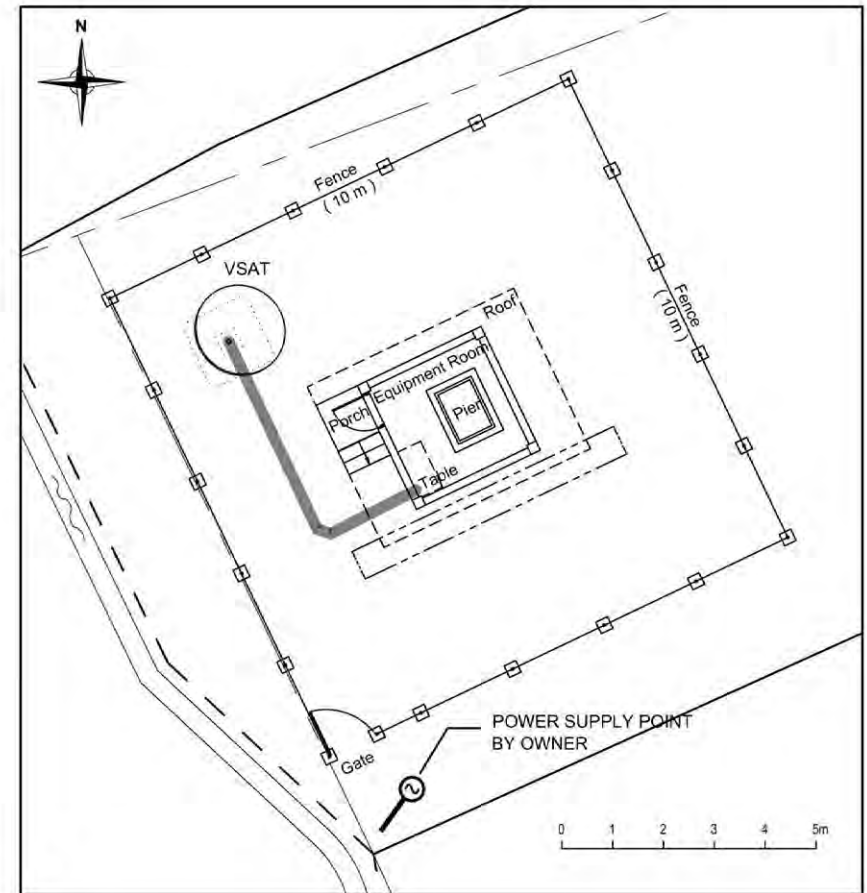 N
Fence
( 10 m )
VSAT
Roof
Fence
( 10 m )
Equipment Room
Porch
Pier
Table
POWER SUPPLY POINT
BY OWNER
Gate
0 1 2 3 4 5m